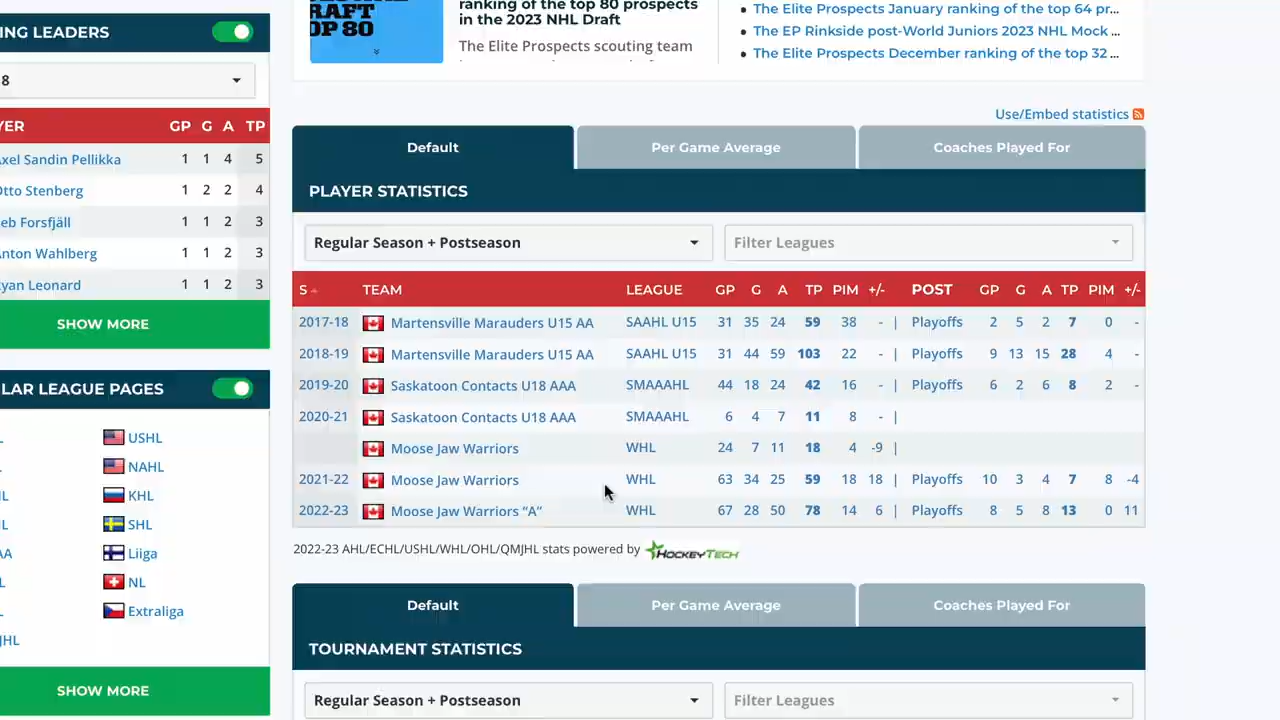 ING LEADERS
8
YER GP G A TP
Axel Sandin Pellikka 1 1 4 5
Otto Stenberg 1 2 2 4
eb Forsfjäll 1 1 2 3
Anton Wahlberg 1 1 2 3
yan Leonard 1 1 2 3
SHOW MORE
LAR LEAGUE PAGES
L USHL
L NAHL
HL KHL
HL SHL
AA Liiga
L NL
L Extraliga
JHL
SHOW MORE
RAFT
OP 80
ranking of the top 80 prospects
in the 2023 NHL Draft
The Elite Prospects scouting team
The Elite Prospects January ranking of the top 64 pr...
The EP Rinkside post-World Juniors 2023 NHL Mock ...
The Elite Prospects December ranking of the top 32 ...
Use/Embed statistics
Default Per Game Average Coaches Played For
PLAYER STATISTICS
Regular Season + Postseason Filter Leagues
S TEAM LEAGUE GP G A TP PIM +/- POST GP G A TP PIM +/-
2017-18 Martensville Marauders U15 AA SAAHL U15 31 35 24 59 38 - | Playoffs 2 5 2 7 0 -
2018-19 Martensville Marauders U15 AA SAAHL U15 31 44 59 103 22 - | Playoffs 9 13 15 28 4 -
2019-20 Saskatoon Contacts U18 AAA SMAAAHL 44 18 24 42 16 - | Playoffs 6 2 6 8 2 -
2020-21 Saskatoon Contacts U18 AAA SMAAAHL 6 4 7 11 8 - |
Moose Jaw Warriors WHL 24 7 11 18 4 -9 |
2021-22 Moose Jaw Warriors WHL 63 34 25 59 18 18 | Playoffs 10 3 4 7 8 -4
2022-23 Moose Jaw Warriors “A” WHL 67 28 50 78 14 6 | Playoffs 8 5 8 13 0 11
2022-23 AHL/ECHL/USHL/WHL/OHL/QMJHL stats powered by HOCKEYTECH
Default Per Game Average Coaches Played For
TOURNAMENT STATISTICS
Regular Season + Postseason Filter Leagues